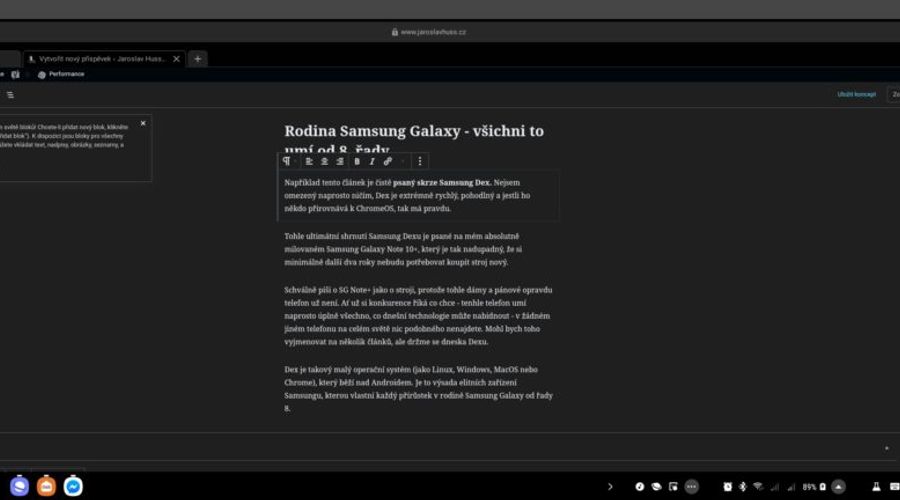 www.jaroslavhuss.cz
Vytvořit nový příspěvek ‹ Jaroslav Huss...
Performance
Uložit koncept
světě bloků! Chcete-li přidat nový blok, klikněte
"). K dispozici jsou bloky pro všechny
vkládat text, nadpisy, obrázky, seznamy, a
Rodina Samsung Galaxy - všichni to
umí od 8. řady
B I
Například tento článek je čistě psaný skrze Samsung Dex. Nejsem
omezený naprosto ničím, Dex je extrémně rychlý, pohodlný a jestli ho
někdo přirovnává k ChromeOS, tak má pravdu.
Tohle ultimátní shrnutí Samsung Dexu je psané na mém absolutně
milovaném Samsung Galaxy Note 10+, který je tak nadupadný, že si
minimálně další dva roky nebudu potřebovat koupit stroj nový.
Schválně píši o SG Note+ jako o stroji, protože tohle dámy a pánové opravdu
telefon už není. Ať už si konkurence říká co chce - tenhle telefon umí
naprosto úplně všechno, co dnešní technologie může nabídnout - v žádném
jiném telefonu na celém světě nic podobného nenajdete. Mohl bych toho
vyjmenovat na několik článků, ale držme se dneska Dexu.
Dex je takový malý operační systém (jako Linux, Windows, MacOS nebo
Chrome), který běží nad Androidem. Je to výsada elitních zařízení
Samsungu, kterou vlastní každý přírůstek v rodině Samsung Galaxy od řady
8.
89%